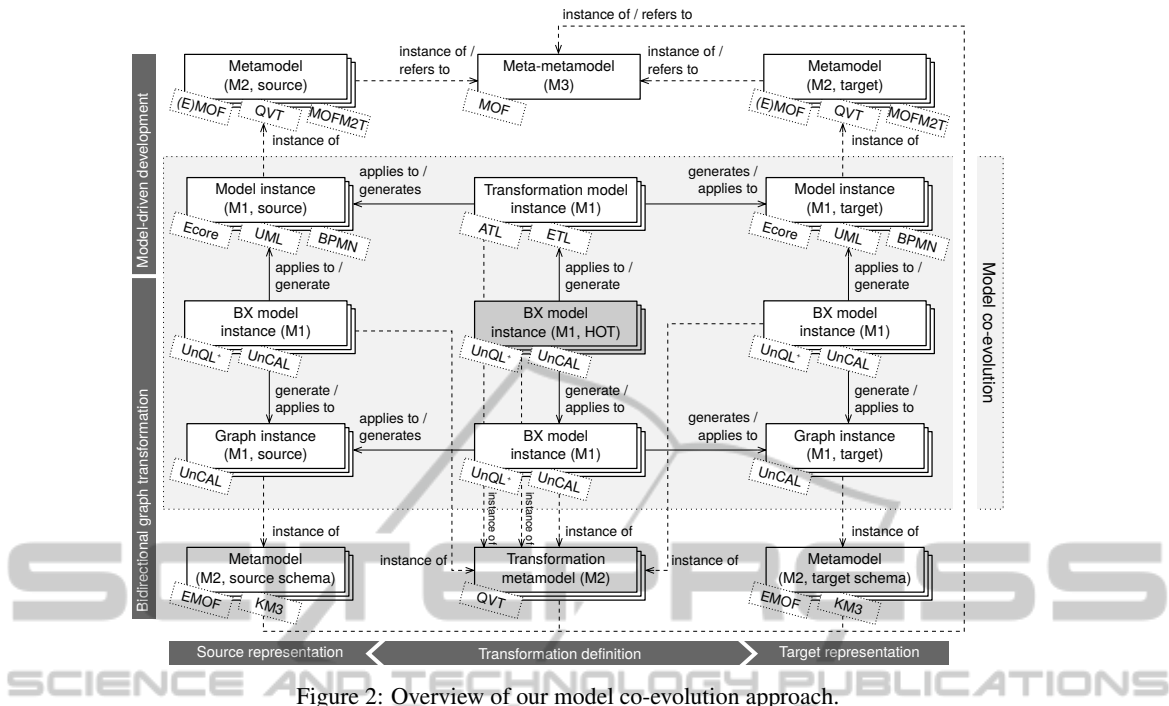 instance of / refers to
Metamodel
(M2, source)
(E)MOF
QVT
MOFM2T
instance of /
refers to
Meta-metamodel
(M3)
MOF
instance of /
refers to
Metamodel
(M2, target)
(E)MOF
QVT
MOFM2T
instance of
instance of
Model-driven development
Model instance
(M1, source)
Ecore
UML
BPMN
applies to /
generates
Transformation model
instance (M1)
ATL
ETL
generates /
applies to
Model instance
(M1, target)
Ecore
UML
BPMN
applies to /
generate
applies to /
generate
applies to /
generate
BX model
instance (M1)
UnQL+
UnCAL
BX model
instance (M1, HOT)
UnQL+
UnCAL
BX model
instance (M1)
UnQL+
UnCAL
Model co-evolution
generate /
applies to
generate /
applies to
generate /
applies to
Bidirectional graph transformation
Graph instance
(M1, source)
UnCAL
applies to /
generates
BX model
instance (M1)
UnQL+
UnCAL
generates /
applies to
Graph instance
(M1, target)
UnCAL
instance of
instance of
instance of
instance of
instance of
instance of
instance of
Metamodel
(M2, source schema)
EMOF
KM3
Transformation
metamodel (M2)
QVT
Metamodel
(M2, target schema)
EMOF
KM3
Source representation
Transformation definition
Target representation
SCITEPRESS
SCIENCE AND TECHNOLOGY PUBLICATIONS
Figure 2: Overview of our model co-evolution approach.